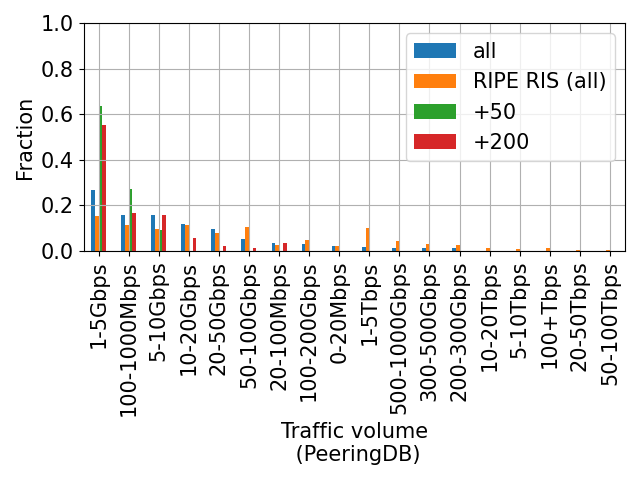 1.0
0.8
0.6
0.4
0.2
0.0
Fraction
all
RIPE RIS (all)
+50
+200
1-5Gbps
100-1000Mbps
5-10Gbps
10-20Gbps
20-50Gbps
50-100Gbps
20-100Mbps
100-200Gbps
0-20Mbps
1-5Tbps
500-1000Gbps
300-500Gbps
200-300Gbps
10-20Tbps
5-10Tbps
100+Tbps
20-50Tbps
50-100Tbps
Traffic volume
(PeeringDB)